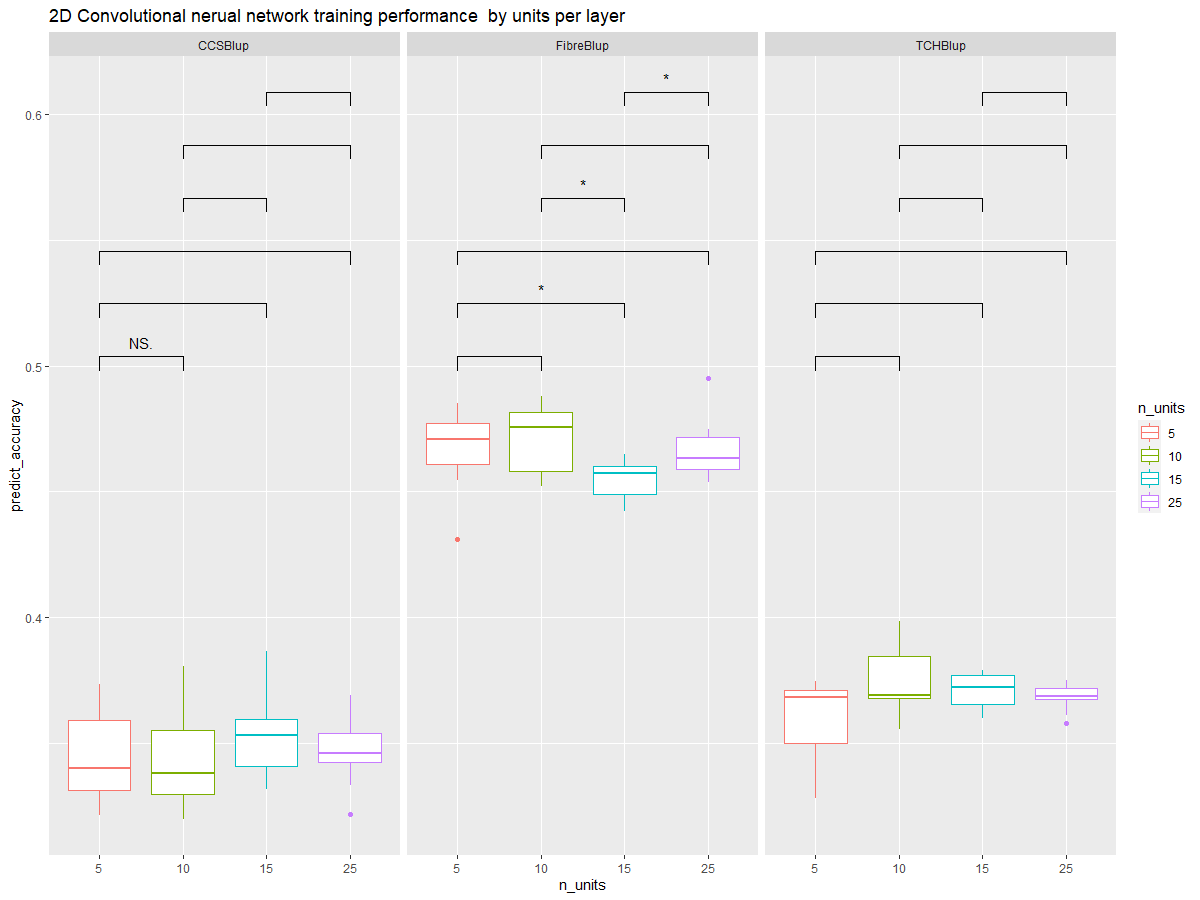 2D Convolutional nerual network training performance  by units per layer
CCSBlup FibreBlup TCHBlup
*
0.6
*
*
NS.
0.5
0.4
predict_accuracy
n_units
5
10
15
25
5 10 15 25 5 10 15 25 5 10 15 25
n_units